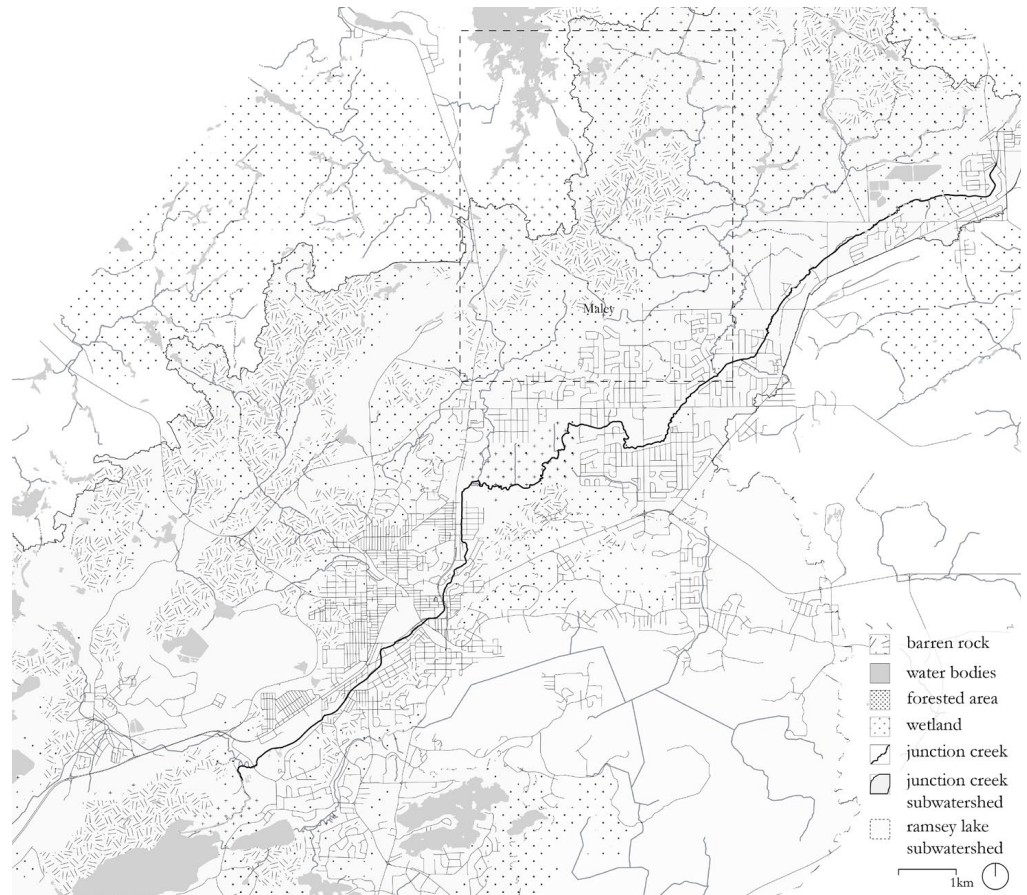 Maley
barren rock
water bodies
forested area
wetland
junction creek
junction creek
subwatershed
ramsey lake
subwatershed
1km